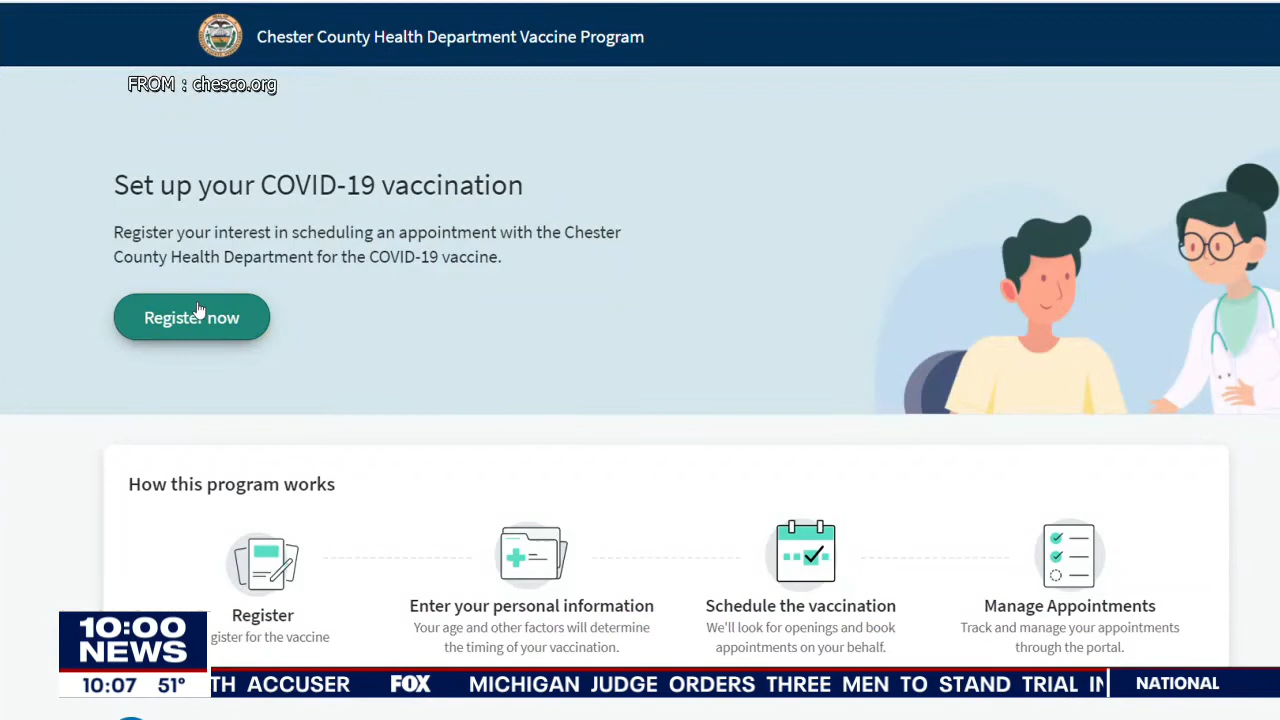 Chester County Health Department Vaccine Program
FROM : chesco.org
Set up your COVID-19 vaccination
Register your interest in scheduling an appointment with the Chester
County Health Department for the COVID-19 vaccine.
Register now
How this program works
Register
gister for the vaccine
Enter your personal information
Your age and other factors will determine
the timing of your vaccination.
Schedule the vaccination
We'll look for openings and book
appointments on your behalf.
Manage Appointments
Track and manage your appointments
through the portal.
10:00
NEWS
10:07 51°
TH ACCUSER FOX MICHIGAN JUDGE ORDERS THREE MEN TO STAND TRIAL IN
NATIONAL